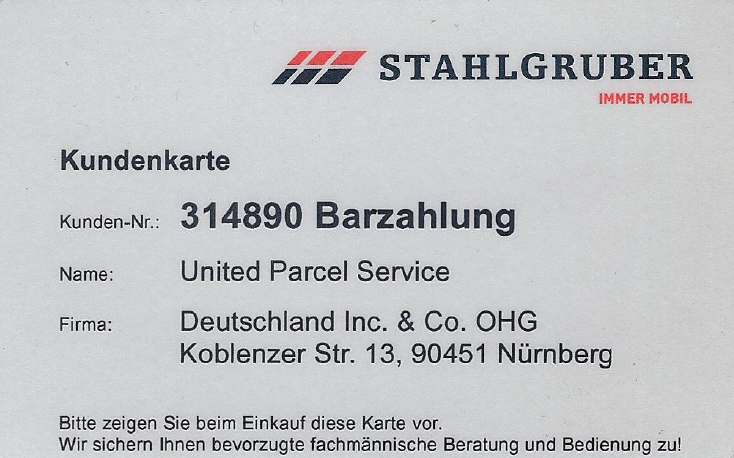 STAHLGRUBER
IMMER MOBIL
Kundenkarte
Kunden-Nr.: 314890 Barzahlung
Name: United Parcel Service
Firma: Deutschland Inc. & Co. OHG
Koblenzer Str. 13, 90451 Nürnberg
Bitte zeigen Sie beim Einkauf diese Karte vor.
Wir sichern Ihnen bevorzugte fachmännische Beratung und Bedienung zu!